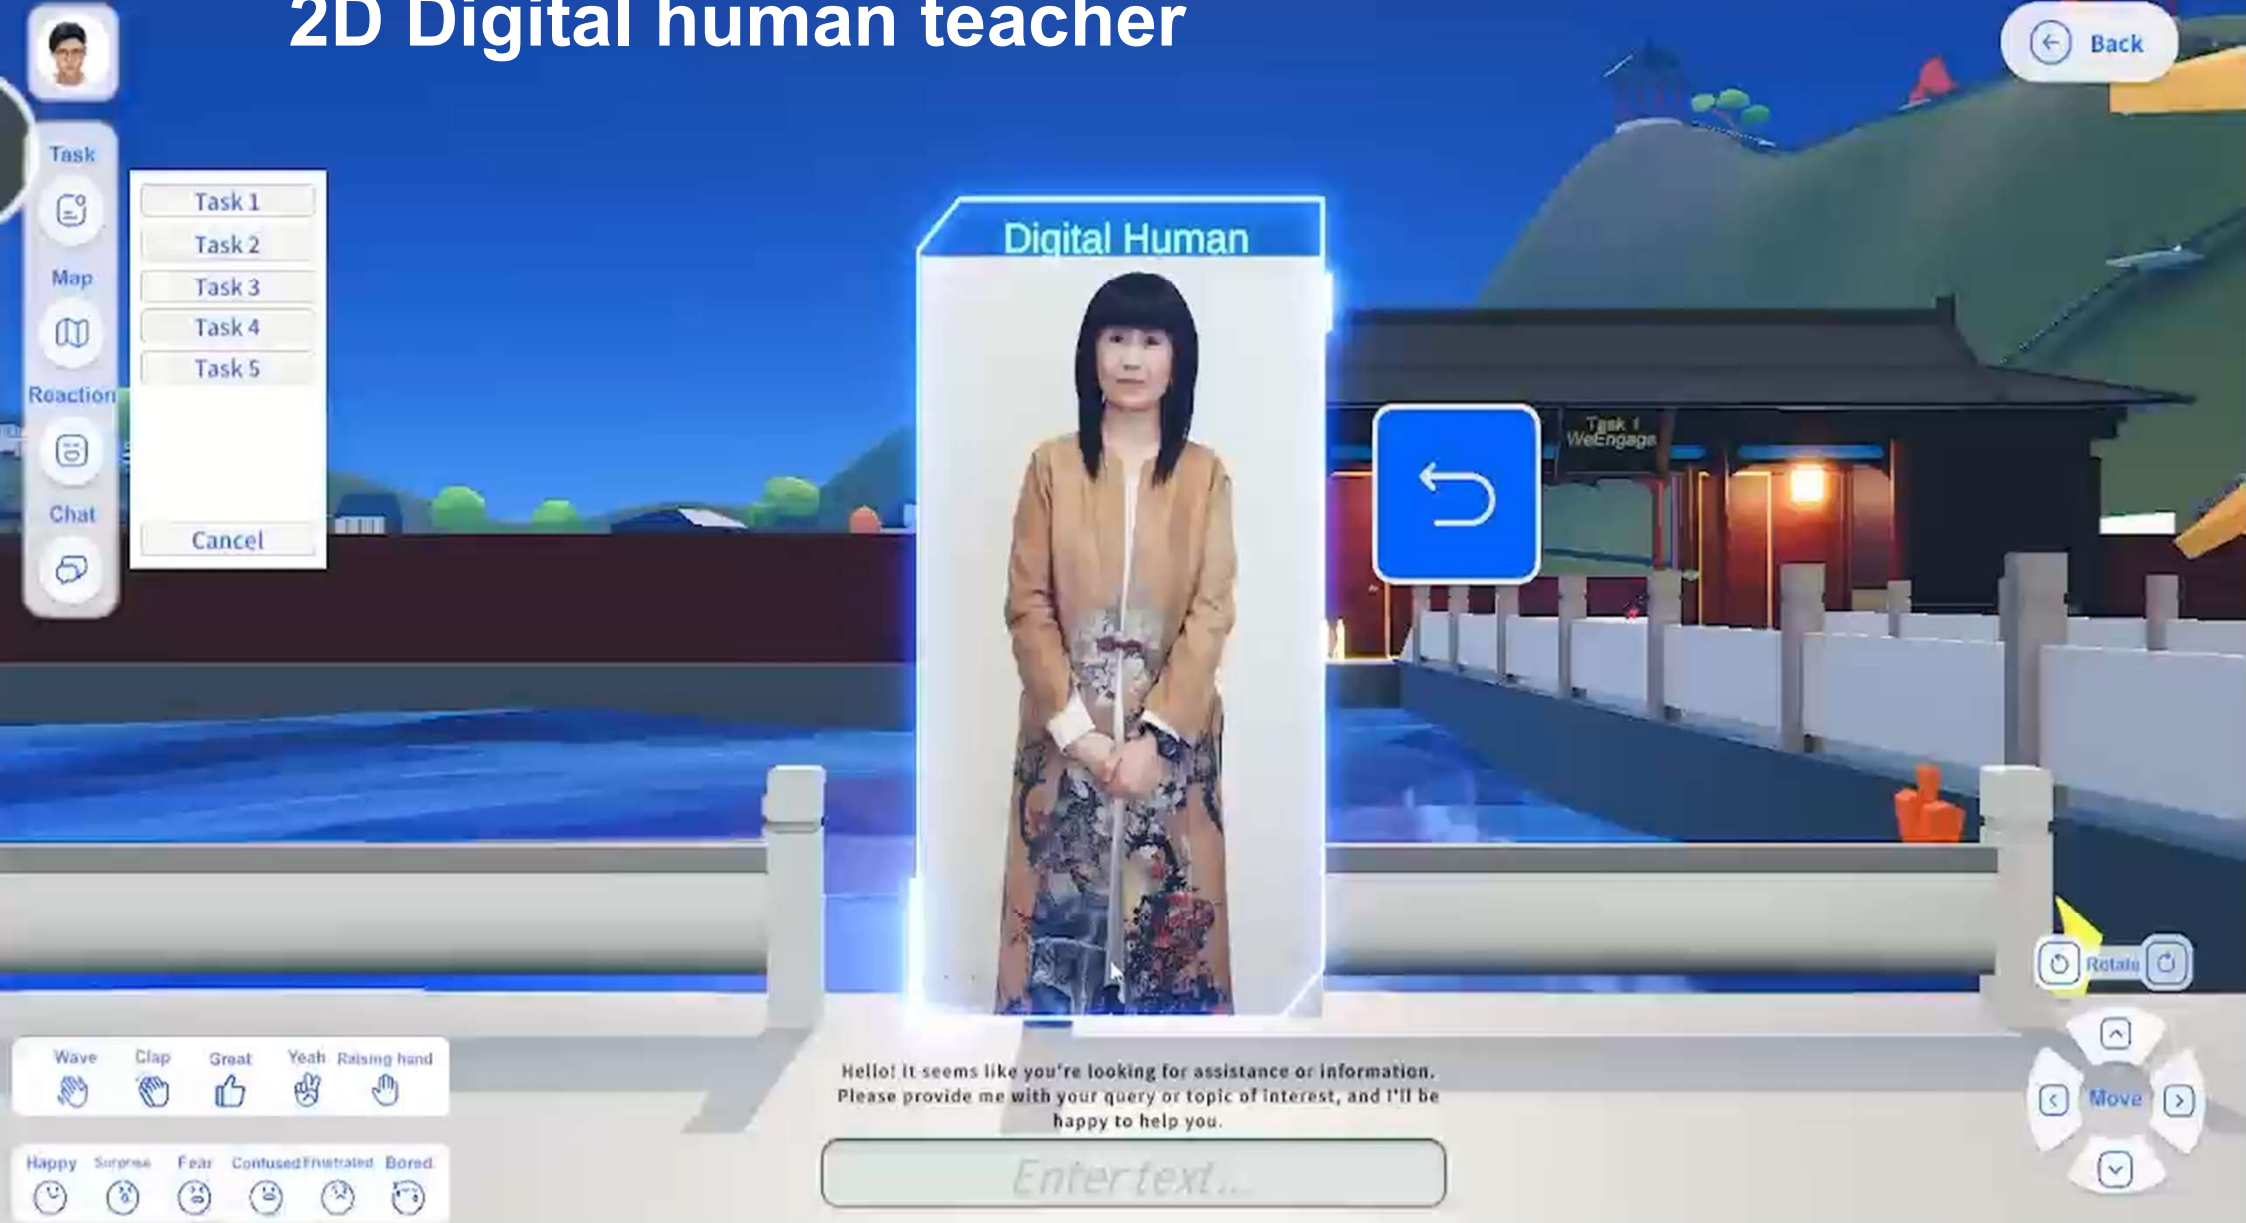 2D Digital human teacher
Back
Task
Map
Reaction
Chat
Task 1
Task 2
Task 3
Task 4
Task 5
Cancel
Digital Human
Task 1
WeEngage
Rotate
Move
Wave Clap Great Yeah Raising hand
Happy Surprise Fear Confused Frustrated Bored
Hello! It seems like you're looking for assistance or information.
Please provide me with your query or topic of interest, and I'll be
happy to help you.
Enter text...